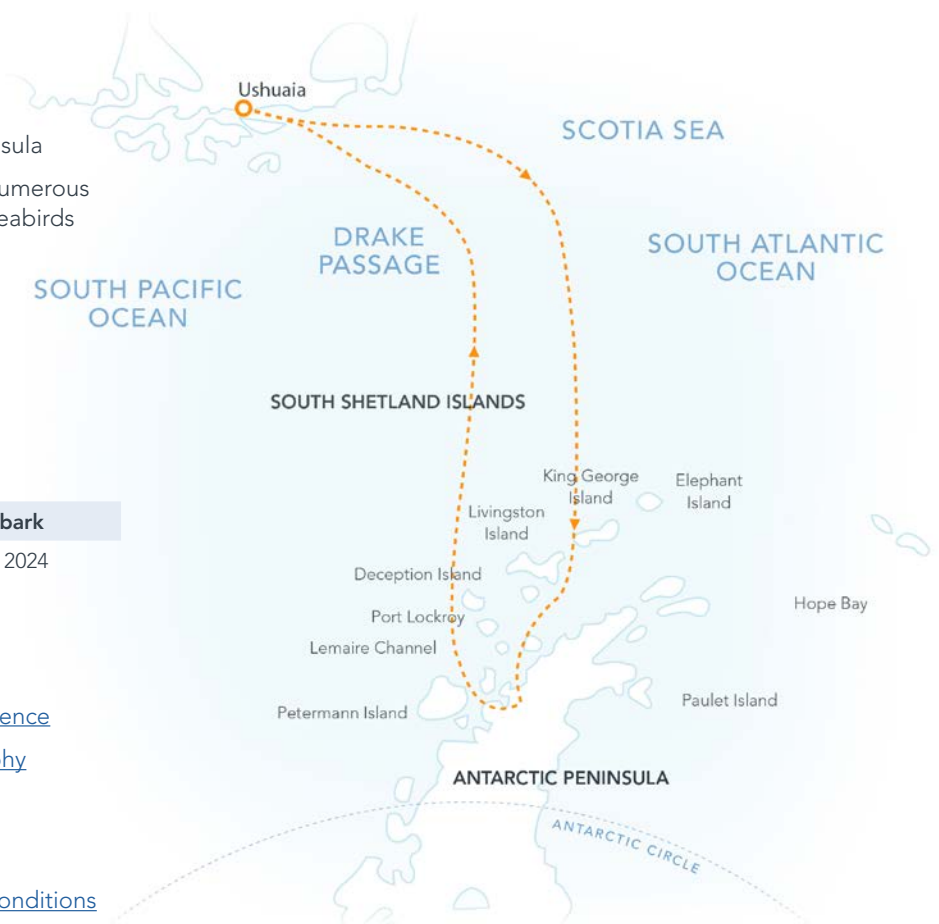 Ushuaia
SCOTIA SEA
sula
umerous
eabirds
DRAKE
PASSAGE
SOUTH ATLANTIC
OCEAN
SOUTH PACIFIC
OCEAN
SOUTH SHETLAND ISLANDS
King George
Island
Elephant
Island
Livingston
Island
bark
2024
Deception Island
Hope Bay
Port Lockroy
Lemaire Channel
Paulet Island
Petermann Island
ence
hy
ANTARCTIC PENINSULA
ANTARCTIC CIRCLE
onditions